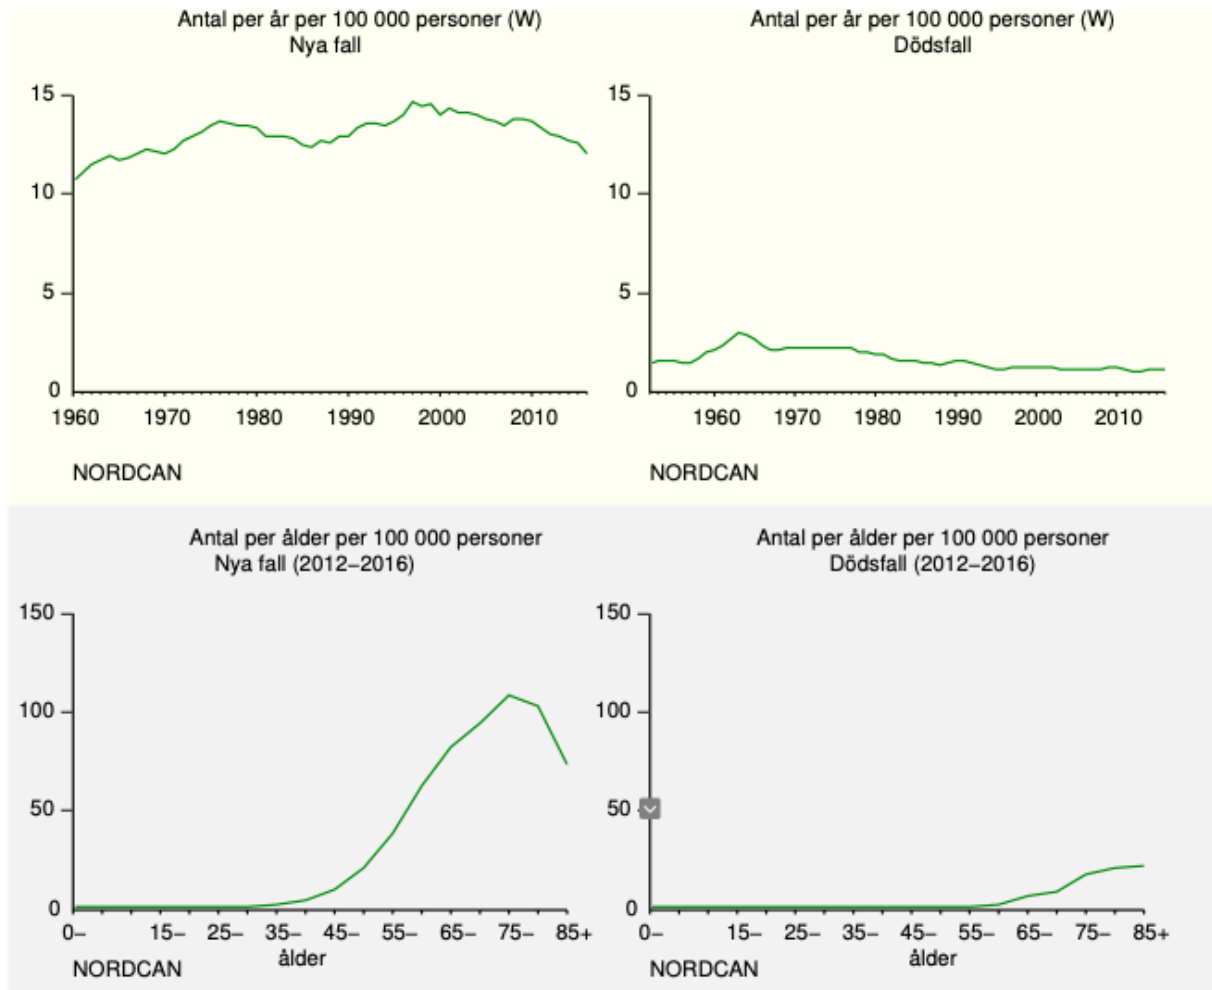 Antal per år per 100 000 personer (W)
Nya fall
15
10
5
0
1960 1970 1980 1990 2000 2010
NORDCAN
Antal per år per 100 000 personer (W)
Dödsfall
15
10
5
0
1960 1970 1980 1990 2000 2010
NORDCAN
Antal per ålder per 100 000 personer
Nya fall (2012–2016)
150
100
50
0
0– 15– 25– 35– 45– 55– 65– 75– 85+
ålder
NORDCAN
Antal per ålder per 100 000 personer
Dödsfall (2012–2016)
150
100
50
0
0– 15– 25– 35– 45– 55– 65– 75– 85+
ålder
NORDCAN